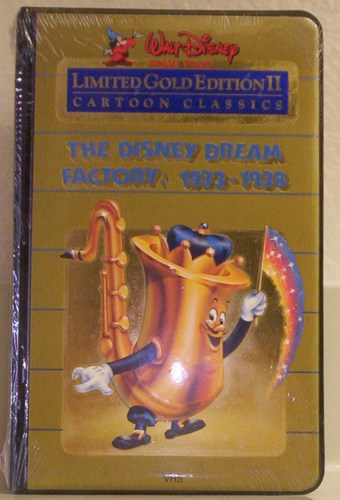 WALT DISNEY
HOME VIDEO
LIMITED GOLD EDITION II
CARTOON CLASSICS
THE DISNEY DREAM
FACTORY: 1933-1938
VHS